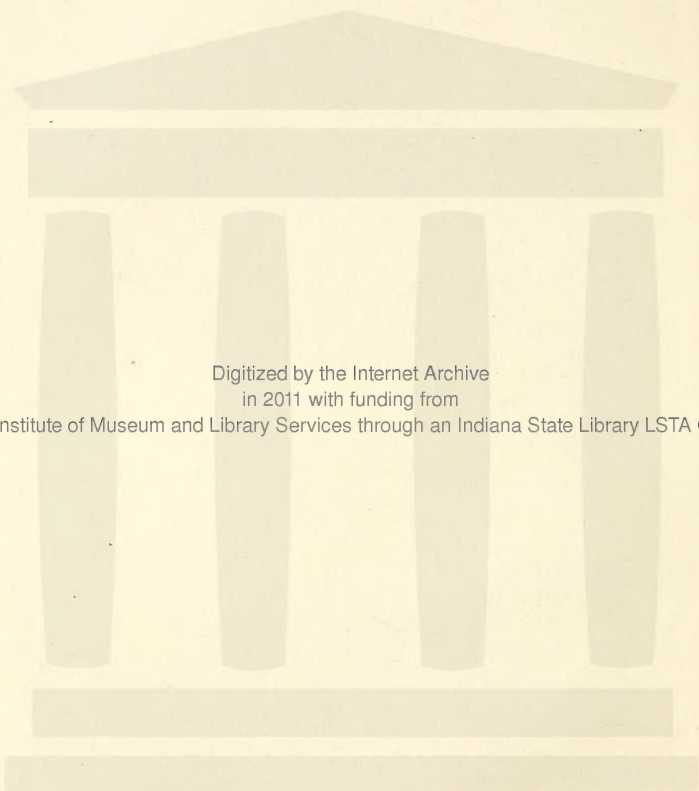 Digitized by the Internet Archive
in 2011 with funding from
nstitute of Museum and Library Services through an Indiana State Library LSTA